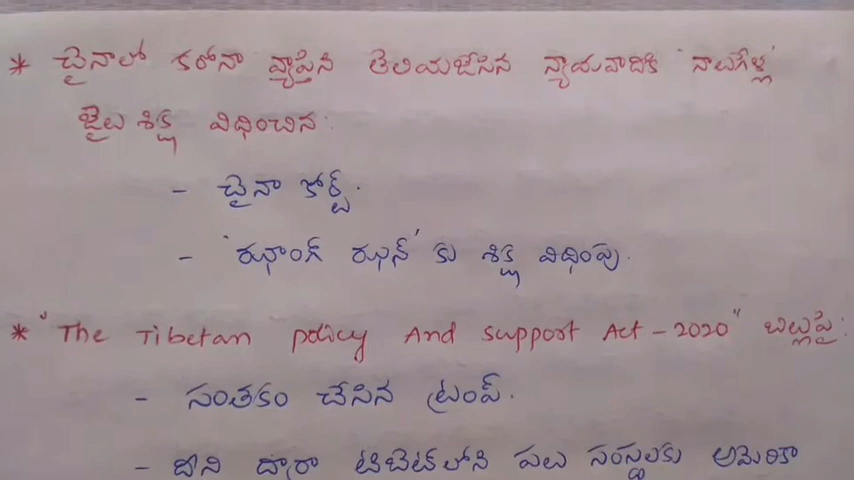 * చైనాలో కరోనా వ్యాప్తిని తెలియజేసిన న్యాయవాదికి 'నాలుగేళ్ల'
జైలు శిక్ష విధించిన:
- చైనా కోర్ట్.
- 'ఝాంగ్ ఝన్' కు శిక్ష విధింపు.
* "The Tibetan policy And support Act - 2020" బిల్లుపై:
- సంతకం చేసిన ట్రంప్.
- దీని ద్వారా టిబెట్‌లోని పలు సంస్థలకు అమెరికా